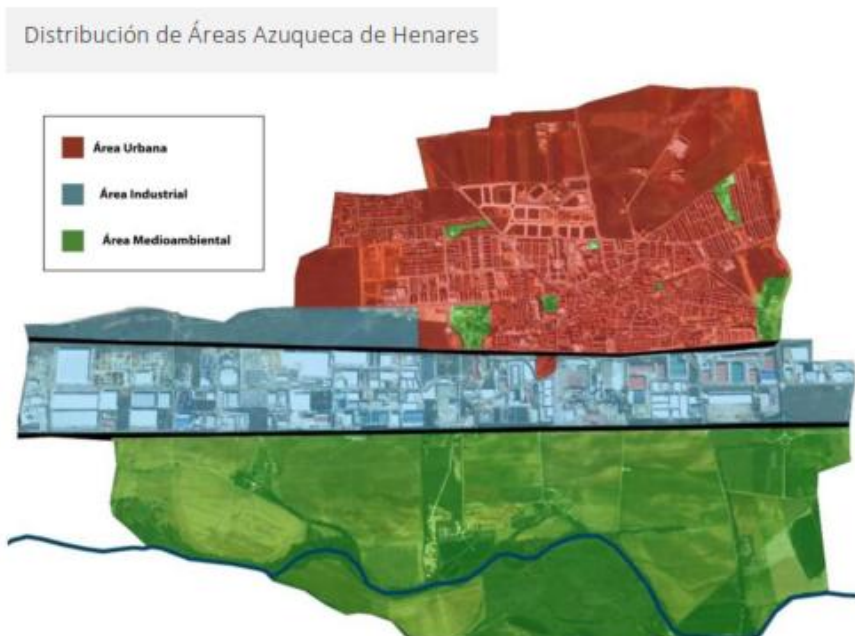 Distribución de Áreas Azuqueca de Henares
Área Urbana
Área Industrial
Área Medioambiental